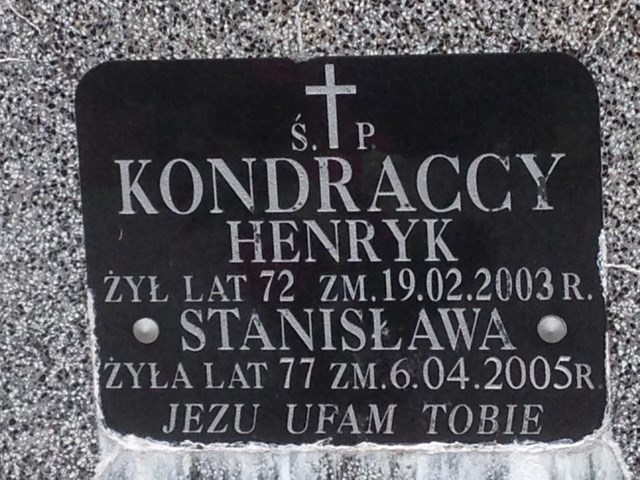 Ś. P.
KONDRACCY
HENRYK
ŻYŁ LAT 72 ZM. 19.02.2003 R.
STANISŁAWA
ŻYŁA LAT 77 ZM. 6.04.2005 R.
JEZU UFAM TOBIE